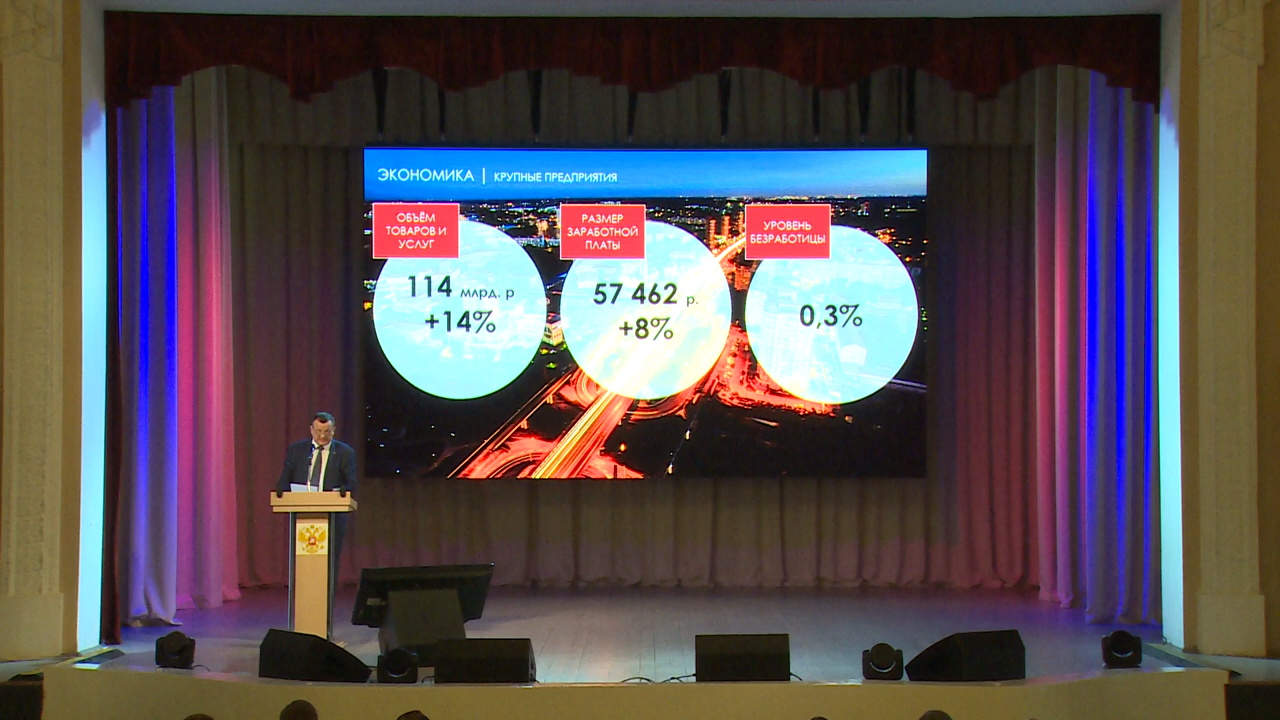 ЭКОНОМИКА | КРУПНЫЕ ПРЕДПРИЯТИЯ
ОБЪЁМ
ТОВАРОВ И
УСЛУГ
114 млрд. р
+14%
РАЗМЕР
ЗАРАБОТНОЙ
ПЛАТЫ
57 462 р.
+8%
УРОВЕНЬ
БЕЗРАБОТИЦЫ
0,3%